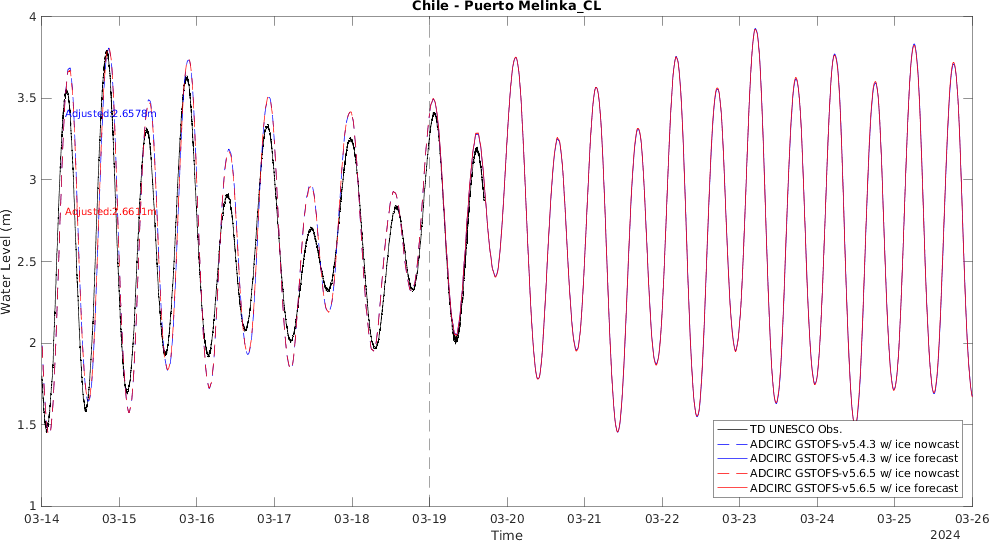 Chile - Puerto Melinka_CL
4
3.5
3
2.5
2
1.5
1
Water Level (m)
Adjusted:2.6578m
Adjusted:2.6611m
TD UNESCO Obs.
ADCIRC GSTOFS-v5.4.3 w/ ice nowcast
ADCIRC GSTOFS-v5.4.3 w/ ice forecast
ADCIRC GSTOFS-v5.6.5 w/ ice nowcast
ADCIRC GSTOFS-v5.6.5 w/ ice forecast
03-14 03-15 03-16 03-17 03-18 03-19 03-20 03-21 03-22 03-23 03-24 03-25 03-26
Time
2024